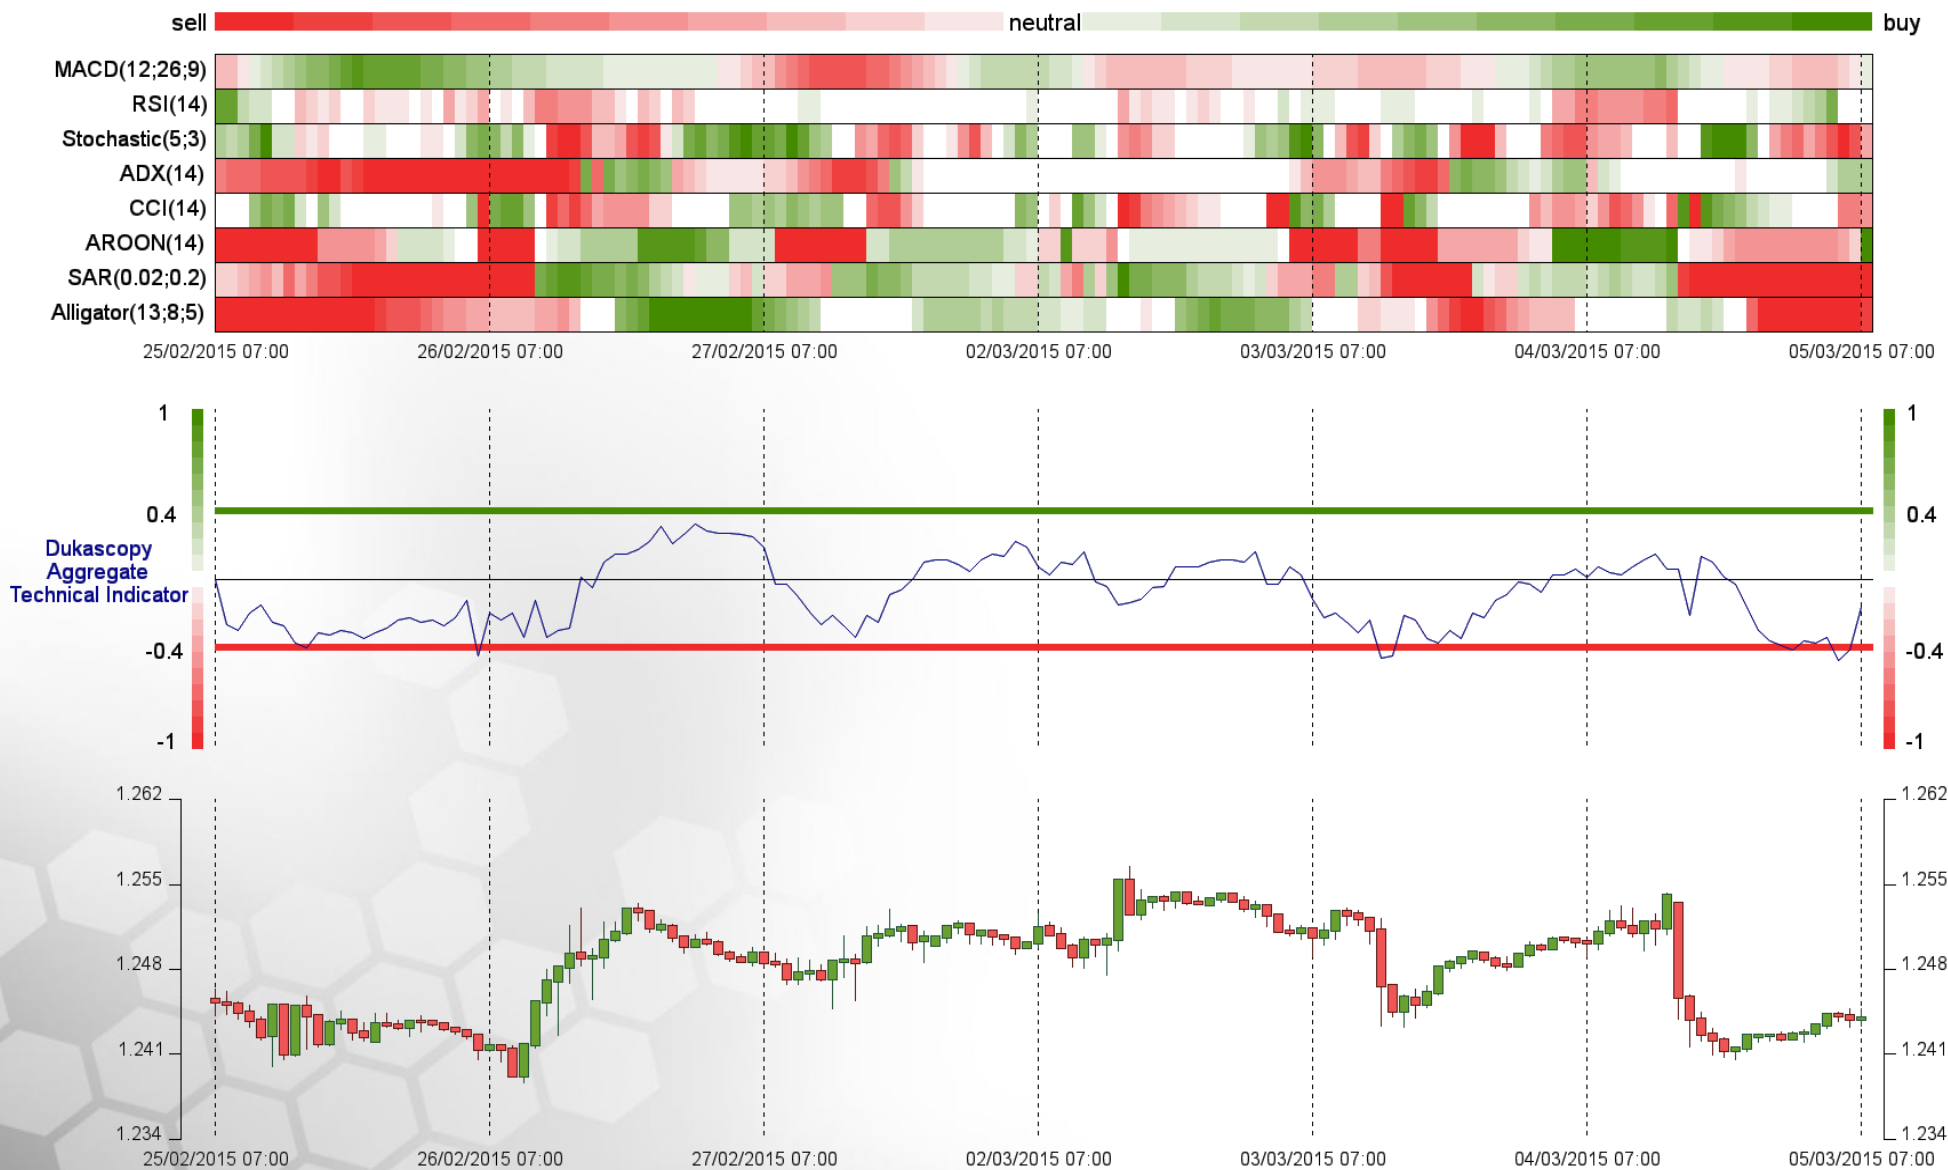 sell neutral buy
MACD(12;26;9)
RSI(14)
Stochastic(5;3)
ADX(14)
CCI(14)
AROON(14)
SAR(0.02;0.2)
Alligator(13;8;5)
25/02/2015 07:00 26/02/2015 07:00 27/02/2015 07:00 02/03/2015 07:00 03/03/2015 07:00 04/03/2015 07:00 05/03/2015 07:00
1 1
0.4 0.4
Dukascopy
Aggregate
Technical Indicator
-0.4 -0.4
-1 -1
1.262 1.262
1.255 1.255
1.248 1.248
1.241 1.241
1.234 1.234
25/02/2015 07:00 26/02/2015 07:00 27/02/2015 07:00 02/03/2015 07:00 03/03/2015 07:00 04/03/2015 07:00 05/03/2015 07:00